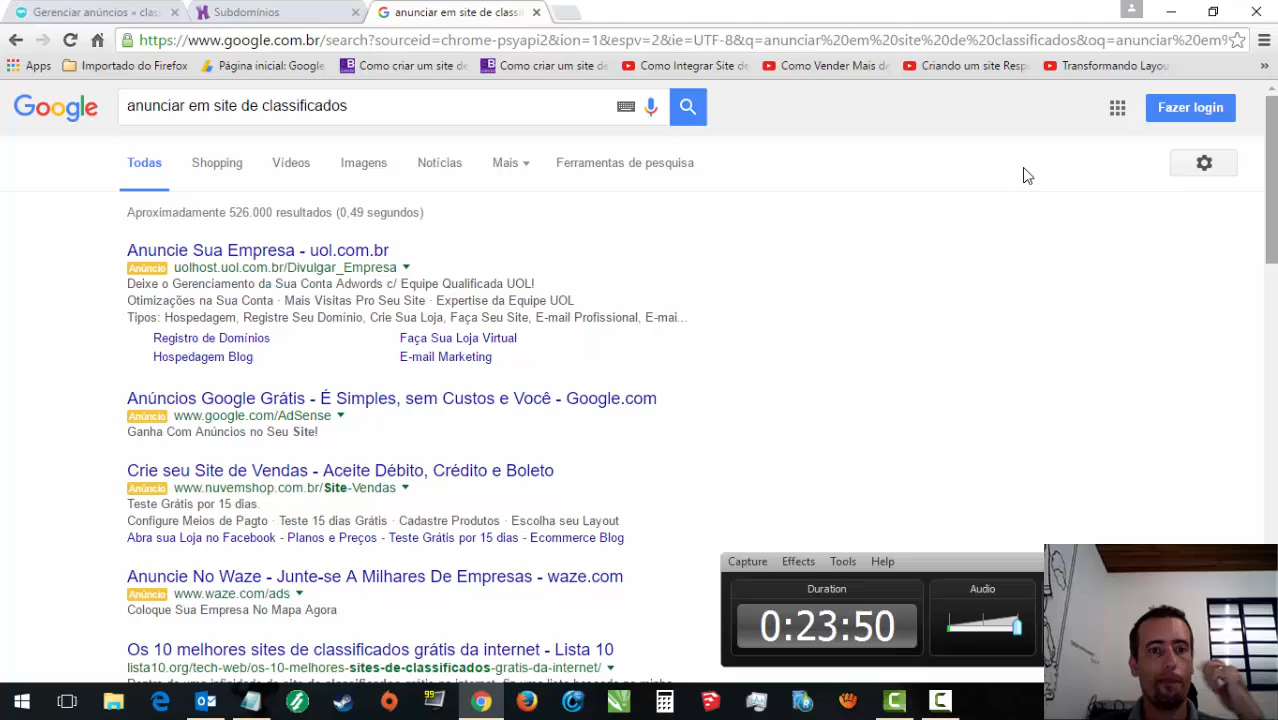 Gerenciar anúncios « clas
Subdomínios
anunciar em site de classi
https://www.google.com.br/search?sourceid=chrome-psyapi2&ion=1&espv=2&ie=UTF-8&q=anunciar%20em%20site%20de%20classificados&oq=anunciar%20em%
Apps
Importado do Firefox
Página inicial: Google
Como criar um site de
Como criar um site de
Como Integrar Site de
Como Vender Mais de
Criando um site Resp
Transformando Layou
»
Google
anunciar em site de classificados
Fazer login
Todas
Shopping
Vídeos
Imagens
Notícias
Mais
Ferramentas de pesquisa
Aproximadamente 526.000 resultados (0,49 segundos)
Anuncie Sua Empresa - uol.com.br
Anúncio uolhost.uol.com.br/Divulgar_Empresa
Deixe o Gerenciamento da Sua Conta Adwords c/ Equipe Qualificada UOL!
Otimizações na Sua Conta · Mais Visitas Pro Seu Site · Expertise da Equipe UOL
Tipos: Hospedagem, Registre Seu Domínio, Crie Sua Loja, Faça Seu Site, E-mail Profissional, E-mai...
Registro de Domínios
Faça Sua Loja Virtual
Hospedagem Blog
E-mail Marketing
Anúncios Google Grátis - É Simples, sem Custos e Você - Google.com
Anúncio www.google.com/AdSense
Ganha Com Anúncios no Seu Site!
Crie seu Site de Vendas - Aceite Débito, Crédito e Boleto
Anúncio www.nuvemshop.com.br/Site-Vendas
Teste Grátis por 15 dias.
Configure Meios de Pagto · Teste 15 dias Grátis · Cadastre Produtos · Escolha seu Layout
Abra sua Loja no Facebook - Planos e Preços - Teste Grátis por 15 dias - Ecommerce Blog
Anuncie No Waze - Junte-se A Milhares De Empresas - waze.com
Anúncio www.waze.com/ads
Coloque Sua Empresa No Mapa Agora
Os 10 melhores sites de classificados grátis da internet - Lista 10
lista10.org/tech-web/os-10-melhores-sites-de-classificados-gratis-da-internet/
Capture
Effects
Tools
Help
Duration
Audio
0:23:50
99